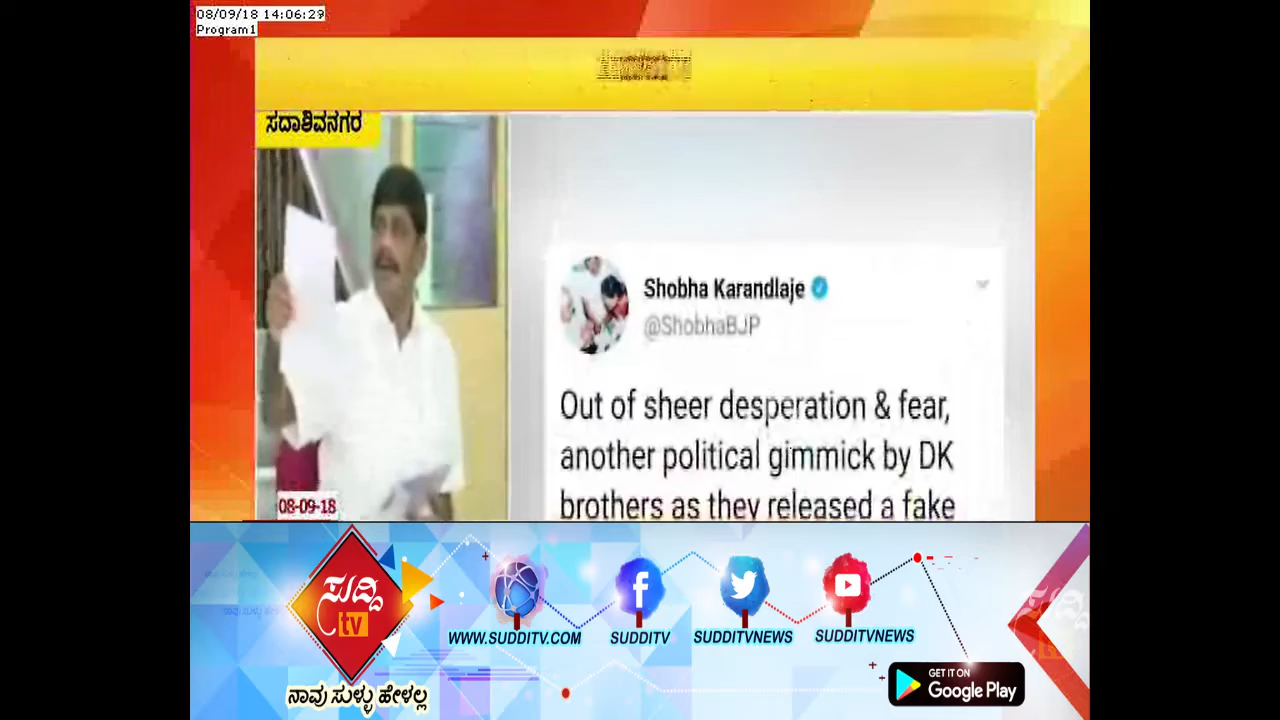 08/09/18 14:06:29
Program1
ಸದಾಶಿವನಗರ
Shobha Karandlaje
@ShobhaBJP
Out of sheer desperation & fear,
another political gimmick by DK
brothers as they released a fake
08-09-18
ಸುದ್ದಿ
tv
ನಾವು ಸುಳ್ಳು ಹೇಳಲ್ಲ
WWW.SUDDITV.COM
SUDDITV
SUDDITVNEWS
SUDDITVNEWS
GET IT ON
Google Play